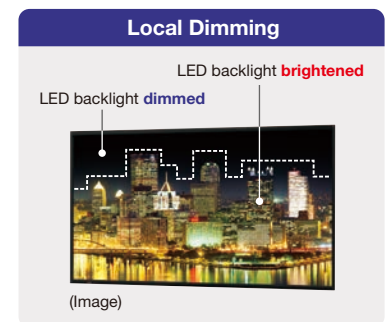 Local Dimming
LED backlight brightened
LED backlight dimmed
(Image)